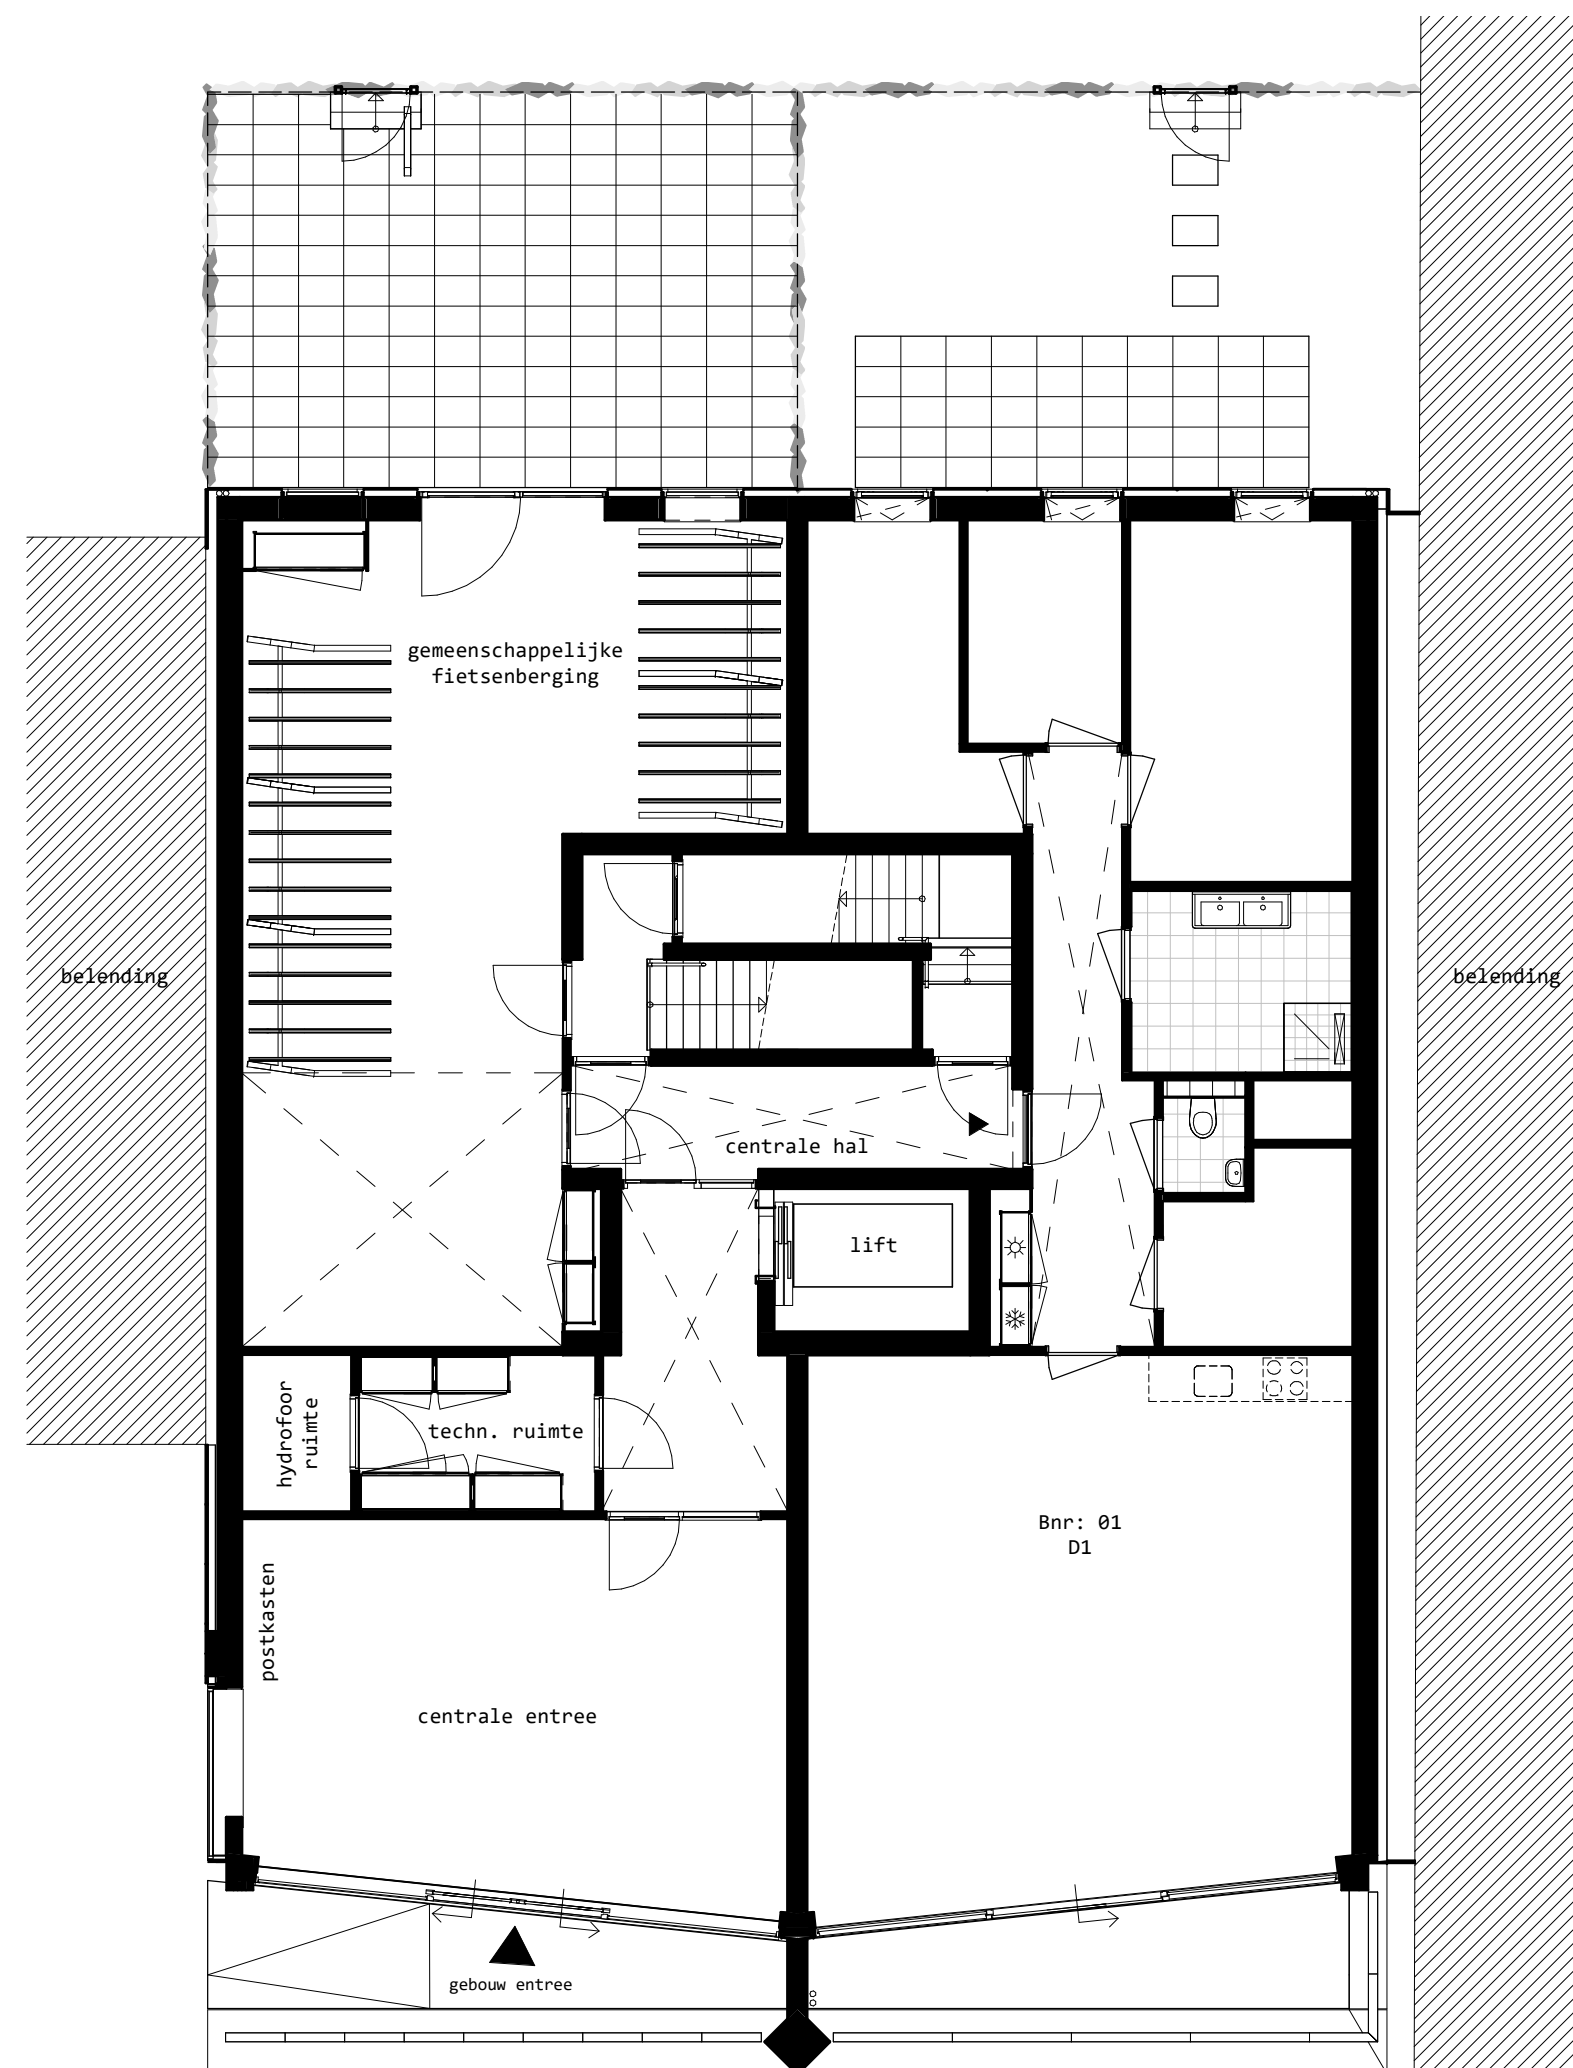 gemeenschappelijke
fietsenberging
belending
belending
centrale hal
lift
hydrofoor
ruimte
techn. ruimte
Bnr: 01
D1
postkasten
centrale entree
gebouw entree